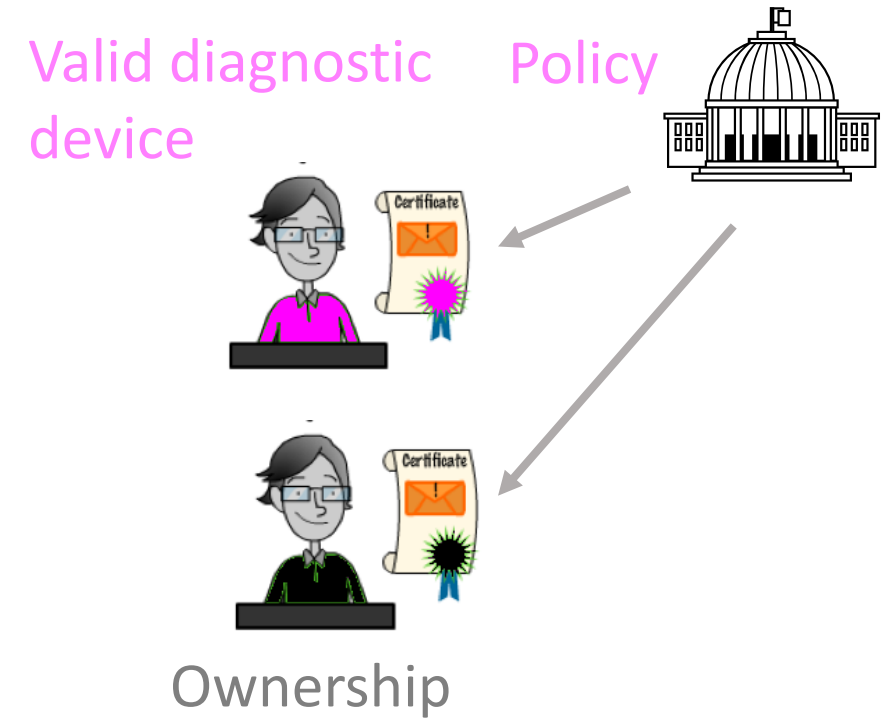 Valid diagnostic
device
Policy
Certificate
!
Certificate
!
Ownership